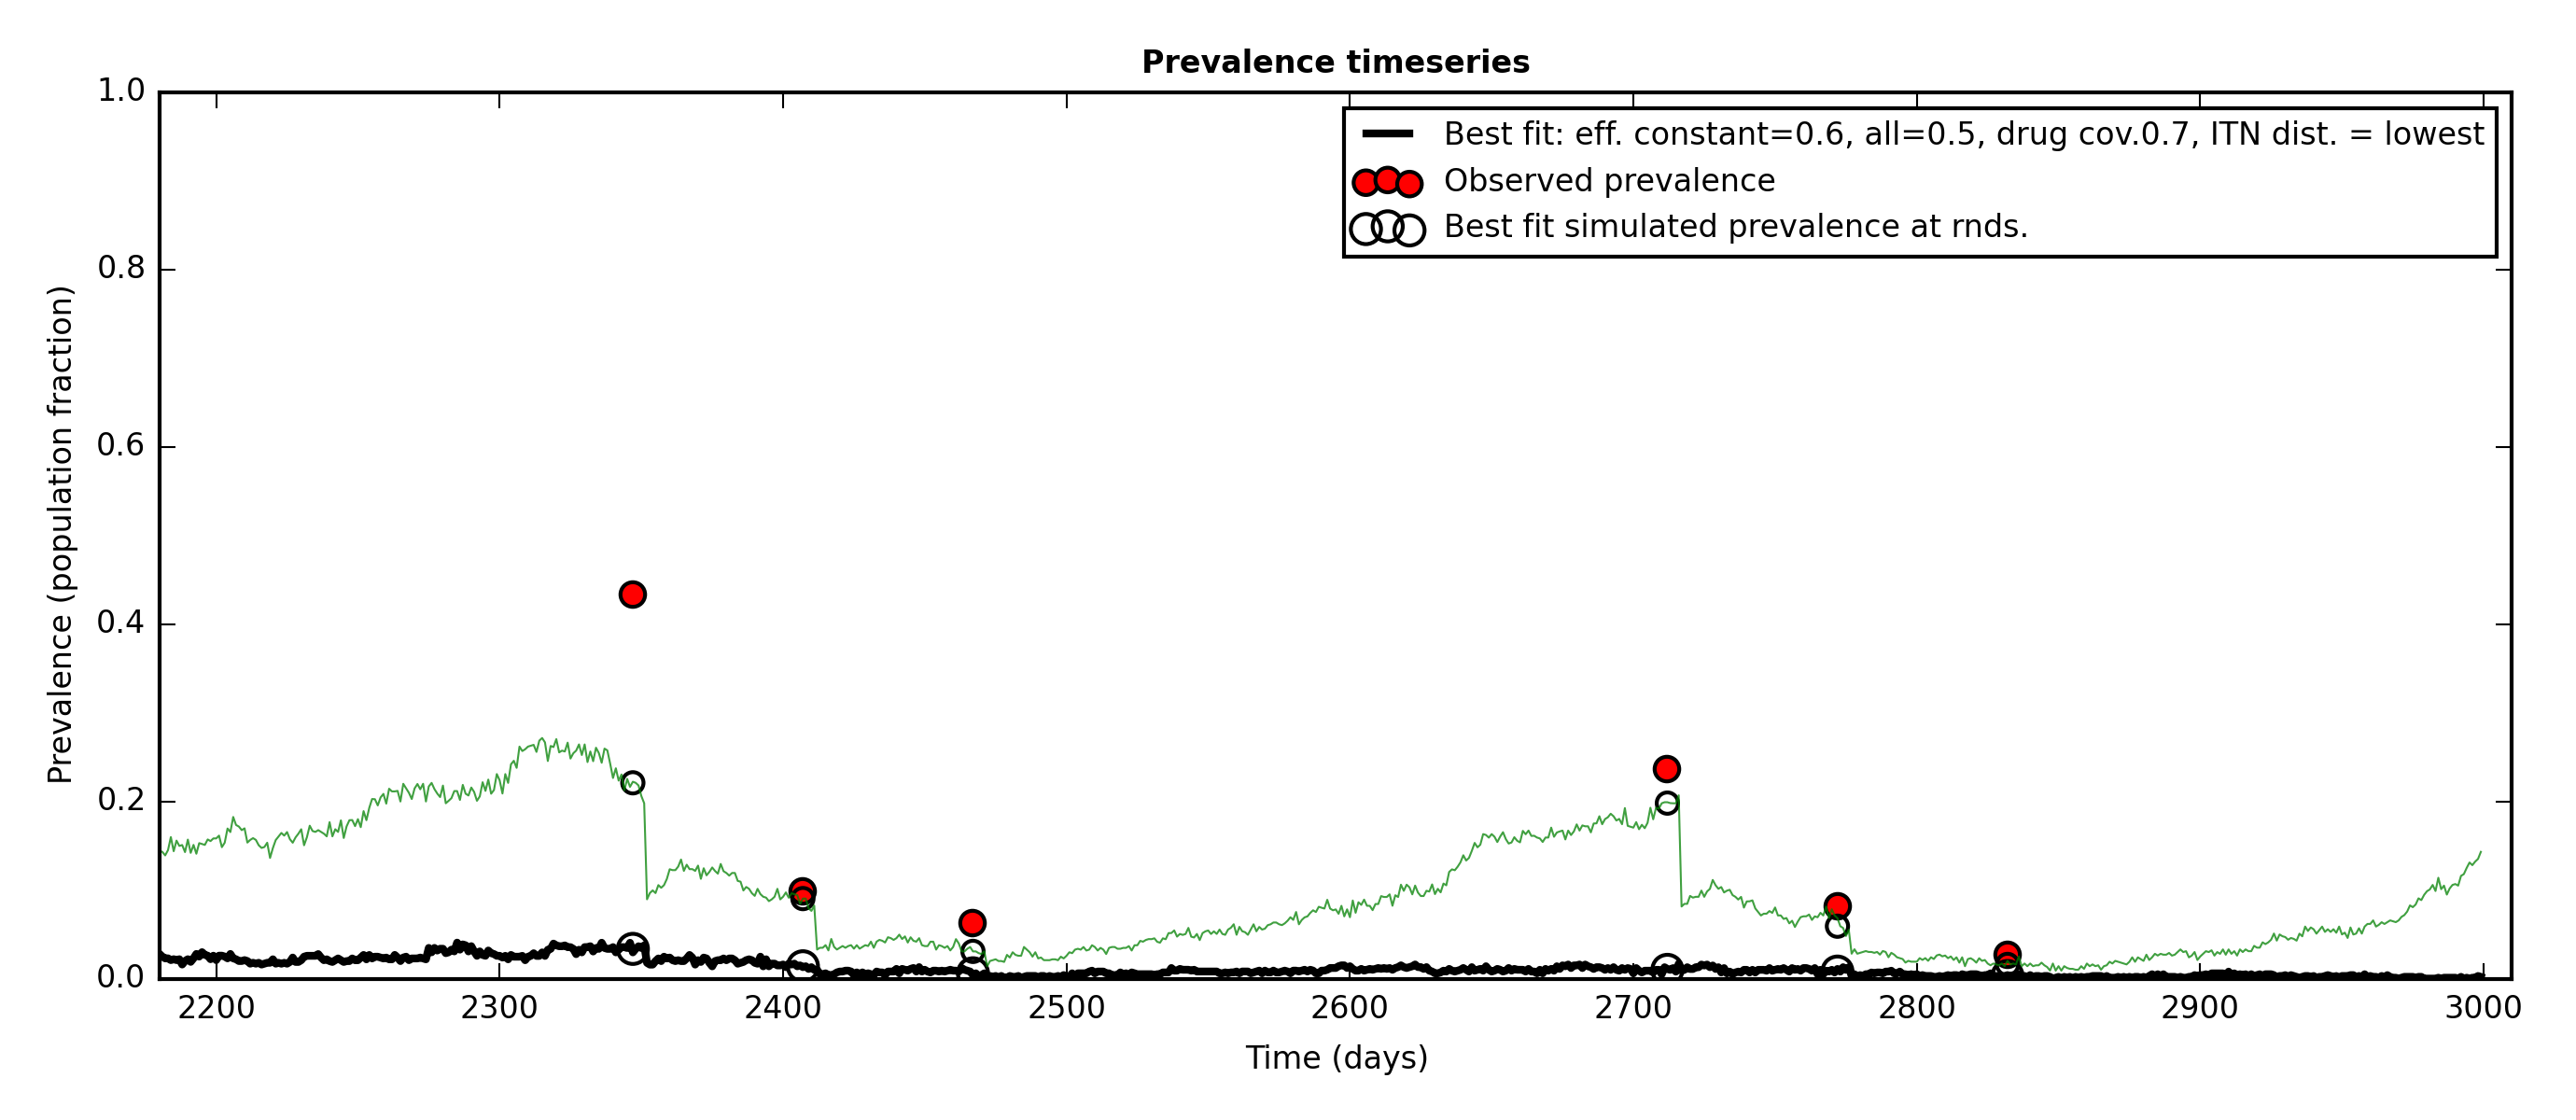 Prevalence timeseries
1.0
0.8
0.6
0.4
0.2
0.0
Prevalence (population fraction)
Best fit: eff. constant=0.6, all=0.5, drug cov.0.7, ITN dist. = lowest
Observed prevalence
Best fit simulated prevalence at rnds.
2200 2300 2400 2500 2600 2700 2800 2900 3000
Time (days)